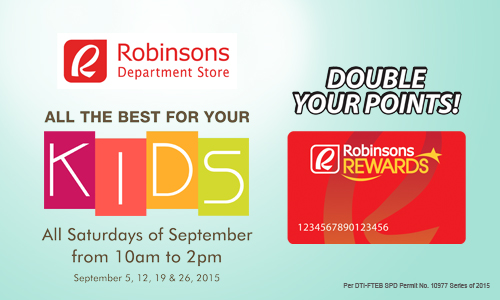 R Robinsons
Department Store
ALL THE BEST FOR YOUR
KIDS
All Saturdays of September
from 10am to 2pm
September 5, 12, 19 & 26, 2015
DOUBLE
YOUR POINTS!
R Robinsons
REWARDS
1234567890123456
Per DTI-FTEB SPD Permit No. 10977 Series of 2015